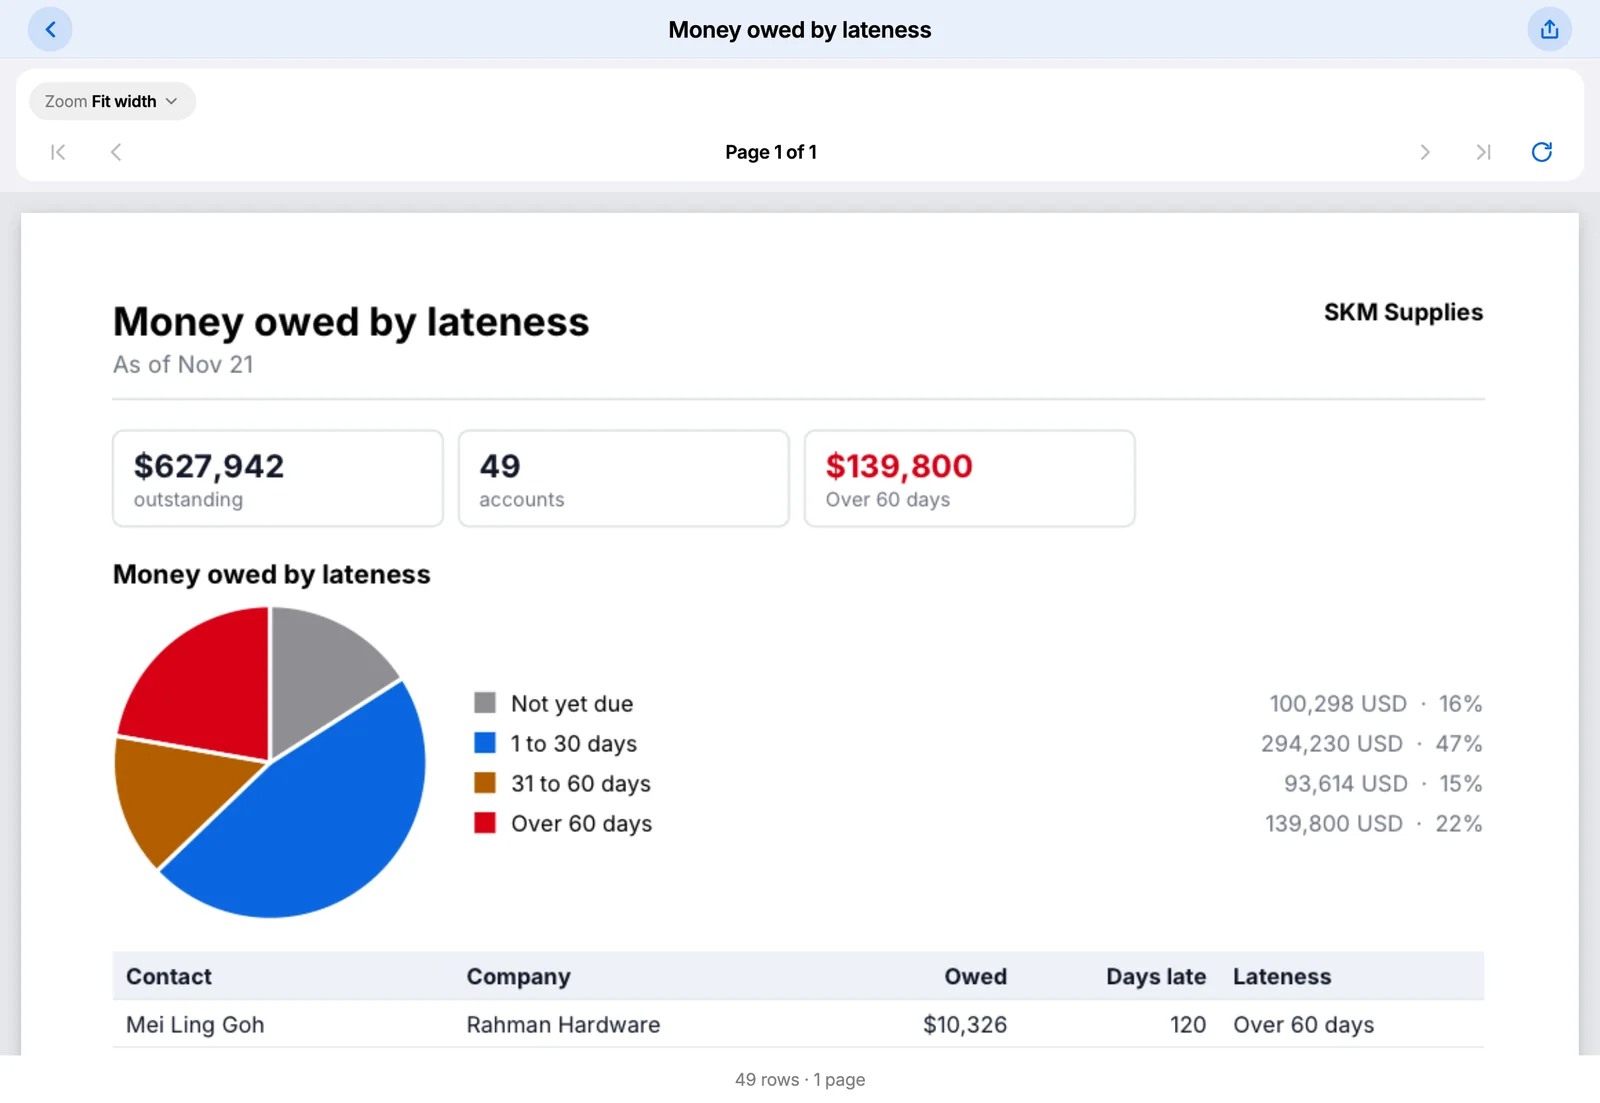 Money owed by lateness
Zoom Fit width
Page 1 of 1
Money owed by lateness
SKM Supplies
As of Nov 21
$627,942
outstanding
49
accounts
$139,800
Over 60 days
Money owed by lateness
Not yet due 100,298 USD · 16%
1 to 30 days 294,230 USD · 47%
31 to 60 days 93,614 USD · 15%
Over 60 days 139,800 USD · 22%
Contact Company Owed Days late Lateness
Mei Ling Goh Rahman Hardware $10,326 120 Over 60 days
49 rows · 1 page